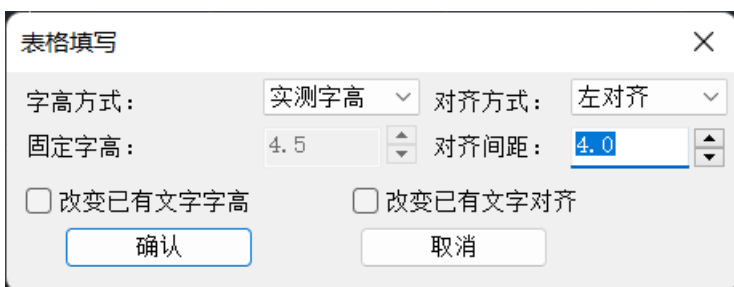 表格填写
字高方式： 实测字高 对齐方式： 左对齐
固定字高： 4.5 对齐间距： 4.0
改变已有文字字高 改变已有文字对齐
确认 取消